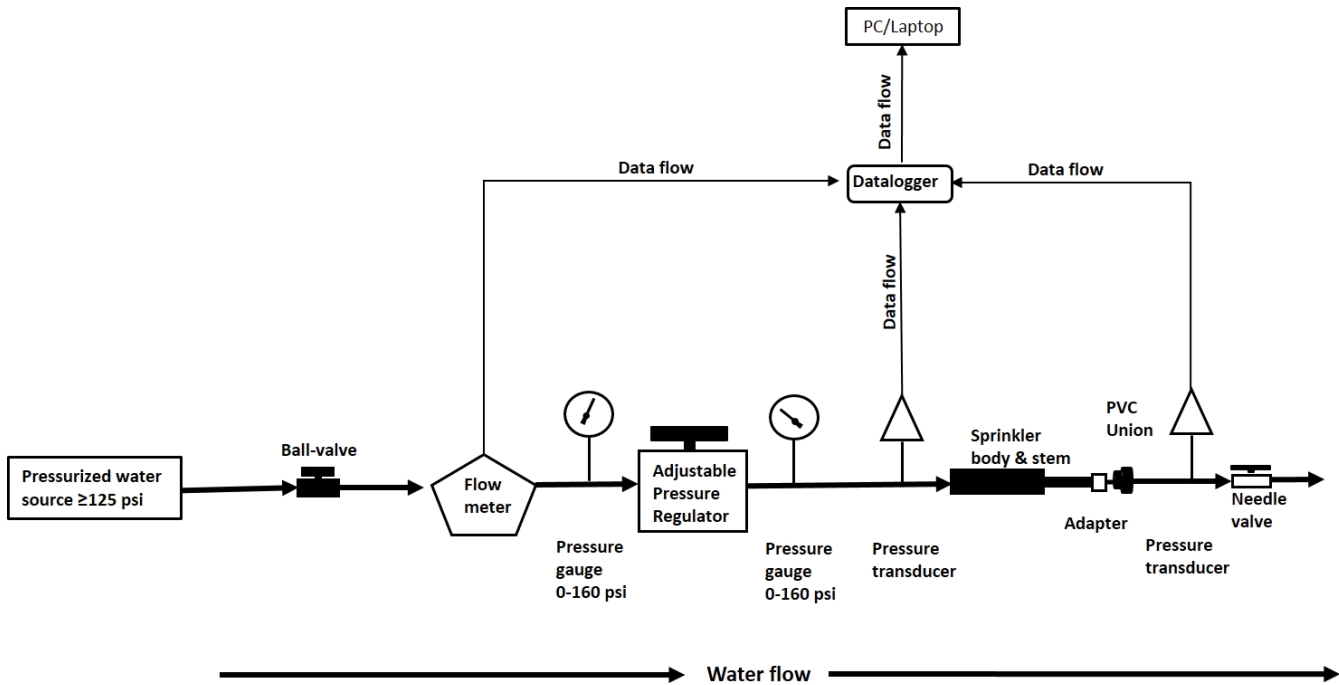 PC/Laptop
Data flow
Data flow
Datalogger
Data flow
Data flow
Ball-valve
Pressurized water
source ≥125 psi
Flow
meter
Adjustable
Pressure
Regulator
Sprinkler
body & stem
PVC
Union
Adapter
Needle
valve
Pressure
gauge
0-160 psi
Pressure
gauge
0-160 psi
Pressure
transducer
Pressure
transducer
Water flow